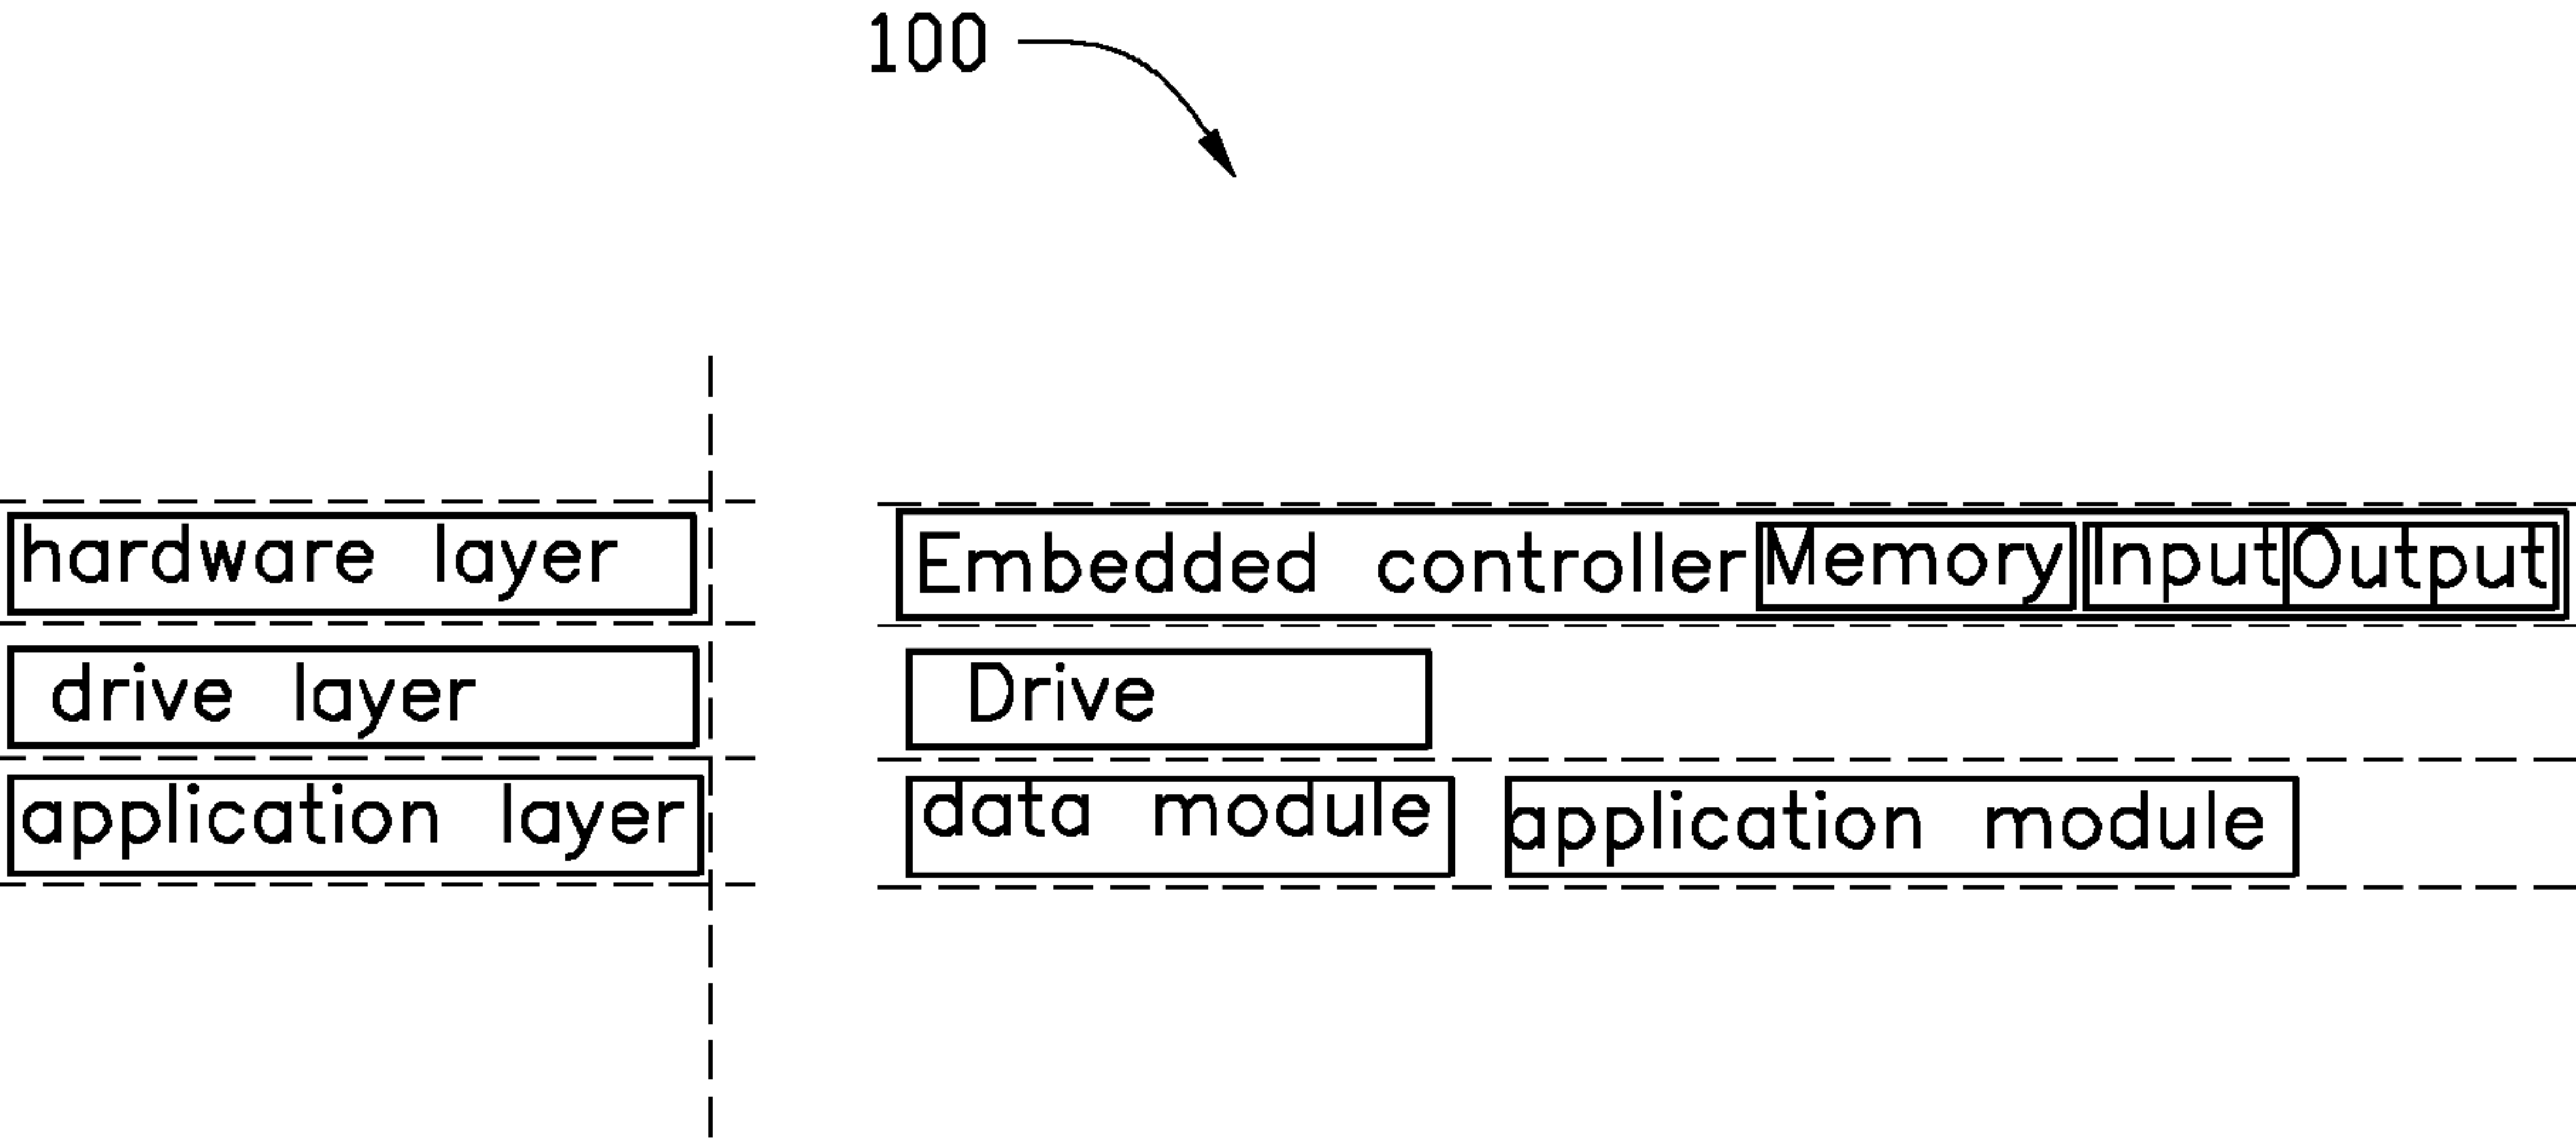 100
hardware layer Embedded controller Memory Input Output
drive layer Drive
application layer data module application module